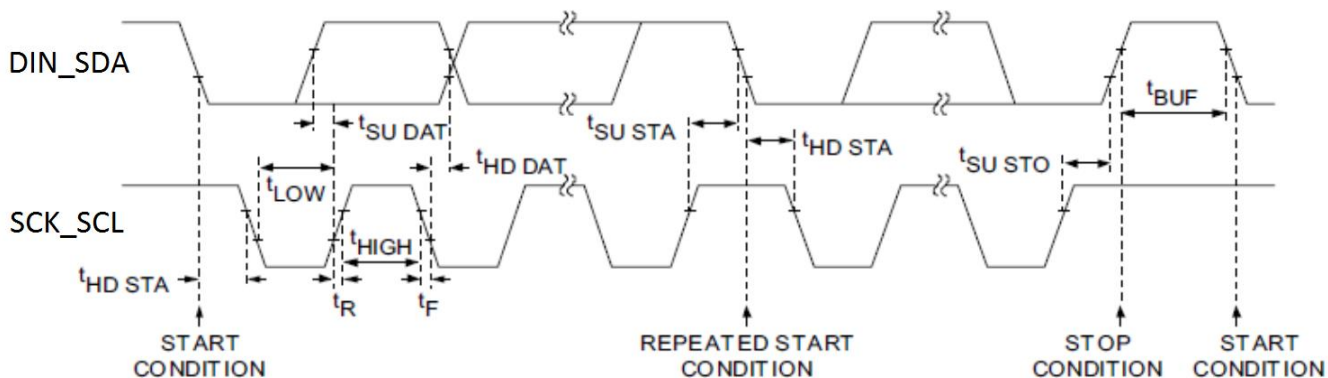 DIN_SDA
tSU DAT
tHD DAT
tSU STA
tHD STA
tSU STO
tBUF
tLOW
SCK_SCL
tHIGH
tHD STA
tR
tF
START
CONDITION
REPEATED START
CONDITION
STOP
CONDITION
START
CONDITION